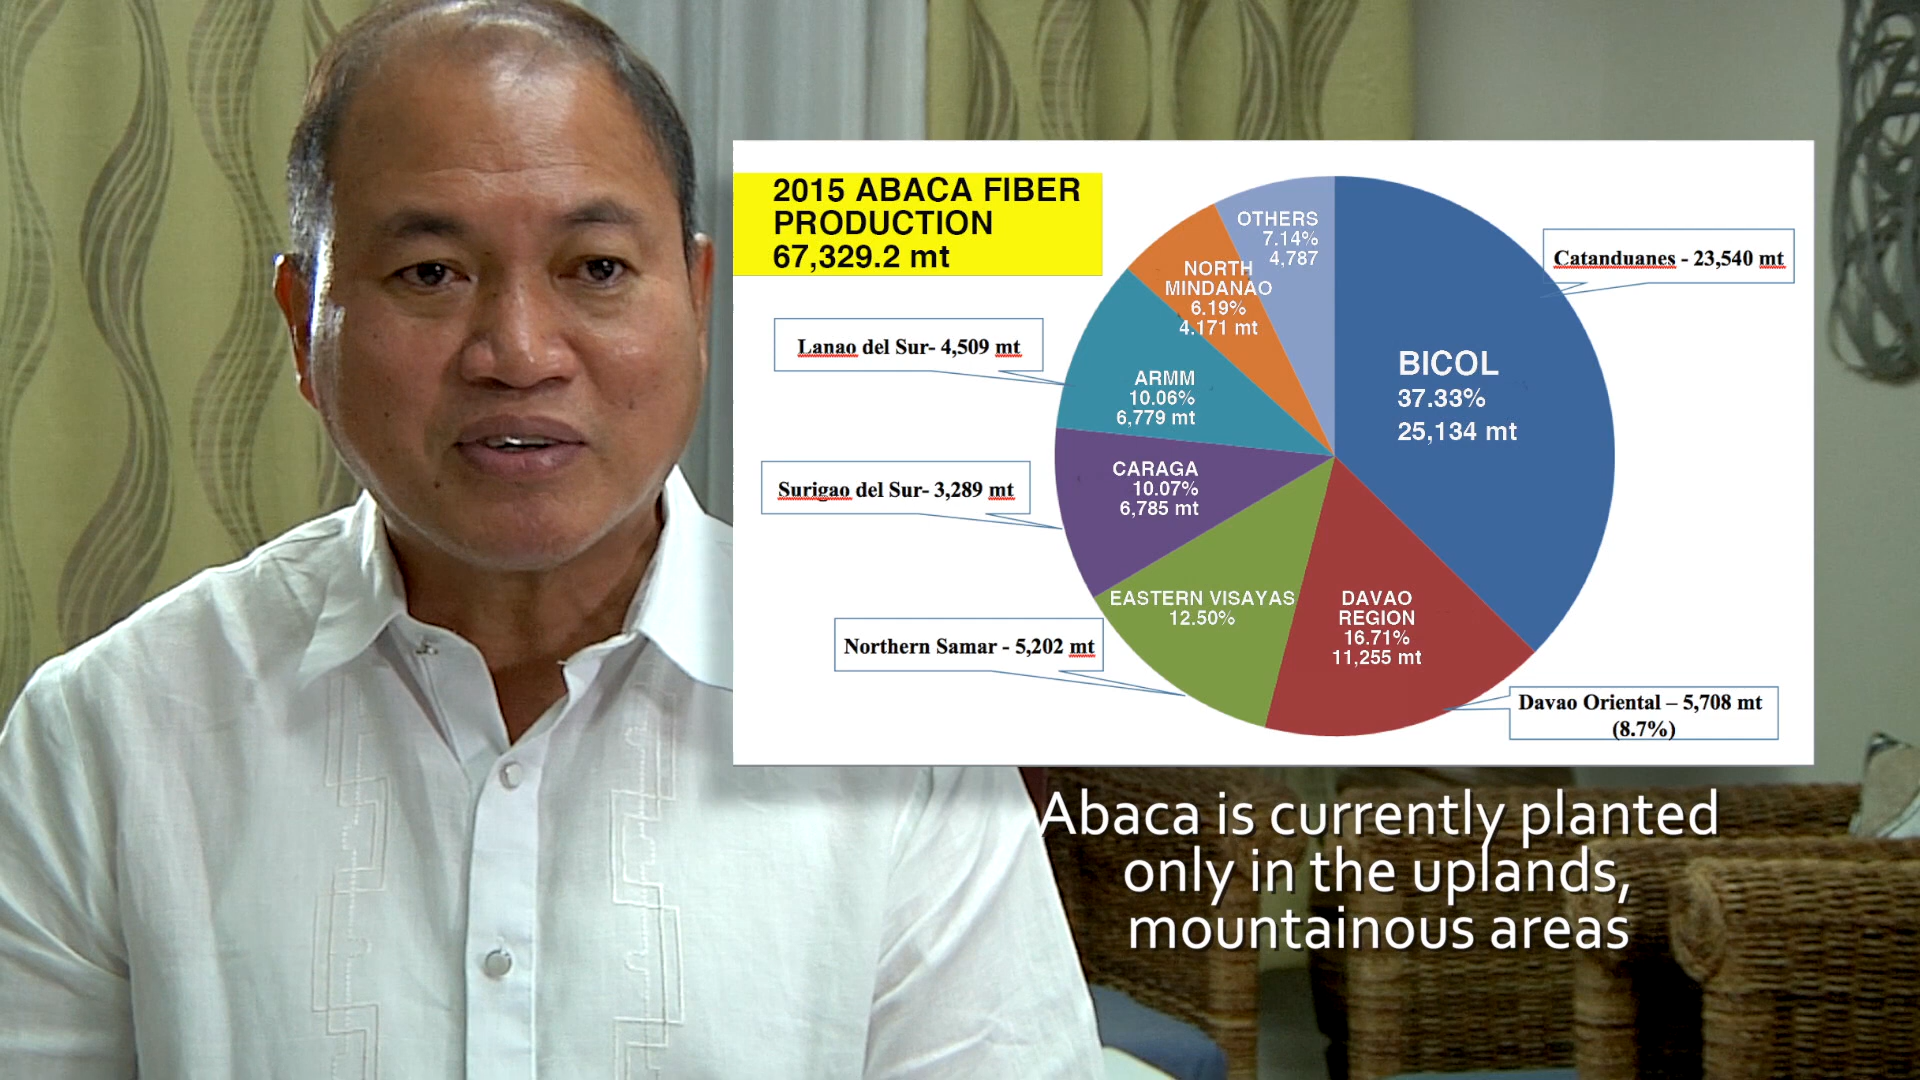 2015 ABACA FIBER
PRODUCTION
67,329.2 mt
OTHERS
7.14%
4,787
NORTH
MINDANAO
6.19%
4.171 mt
Catanduanes - 23,540 mt
Lanao del Sur- 4,509 mt
ARMM
10.06%
6,779 mt
BICOL
37.33%
25,134 mt
Surigao del Sur- 3,289 mt
CARAGA
10.07%
6,785 mt
EASTERN VISAYAS
12.50%
DAVAO
REGION
16.71%
11,255 mt
Northern Samar - 5,202 mt
Davao Oriental – 5,708 mt
(8.7%)
Abaca is currently planted
only in the uplands,
mountainous areas